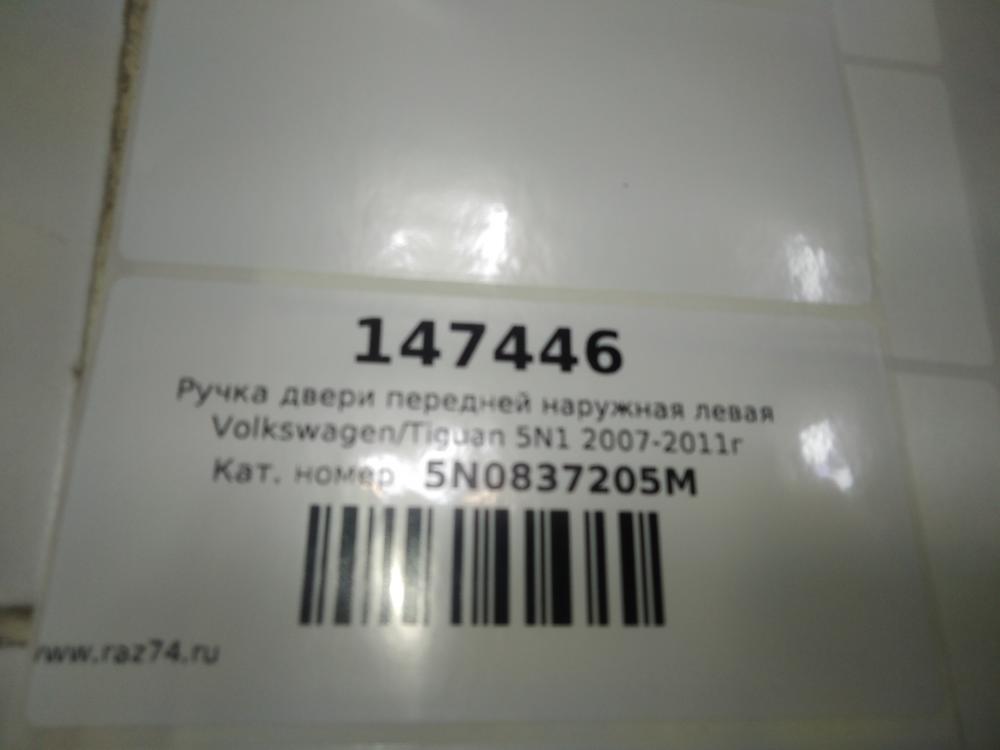 147446
Ручка двери передней наружная левая
Volkswagen/Tiguan 5N1 2007-2011г
Кат. номер 5N0837205M
www.raz74.ru